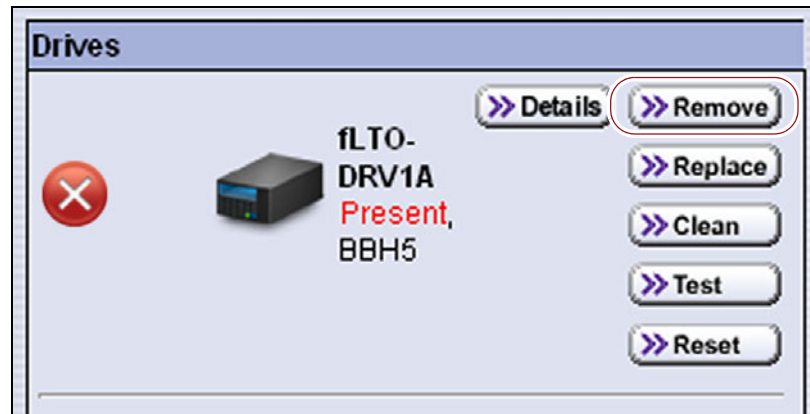 Drives
fLTO-
DRV1A
Present,
BBH5
>> Details
>> Remove
>> Replace
>> Clean
>> Test
>> Reset